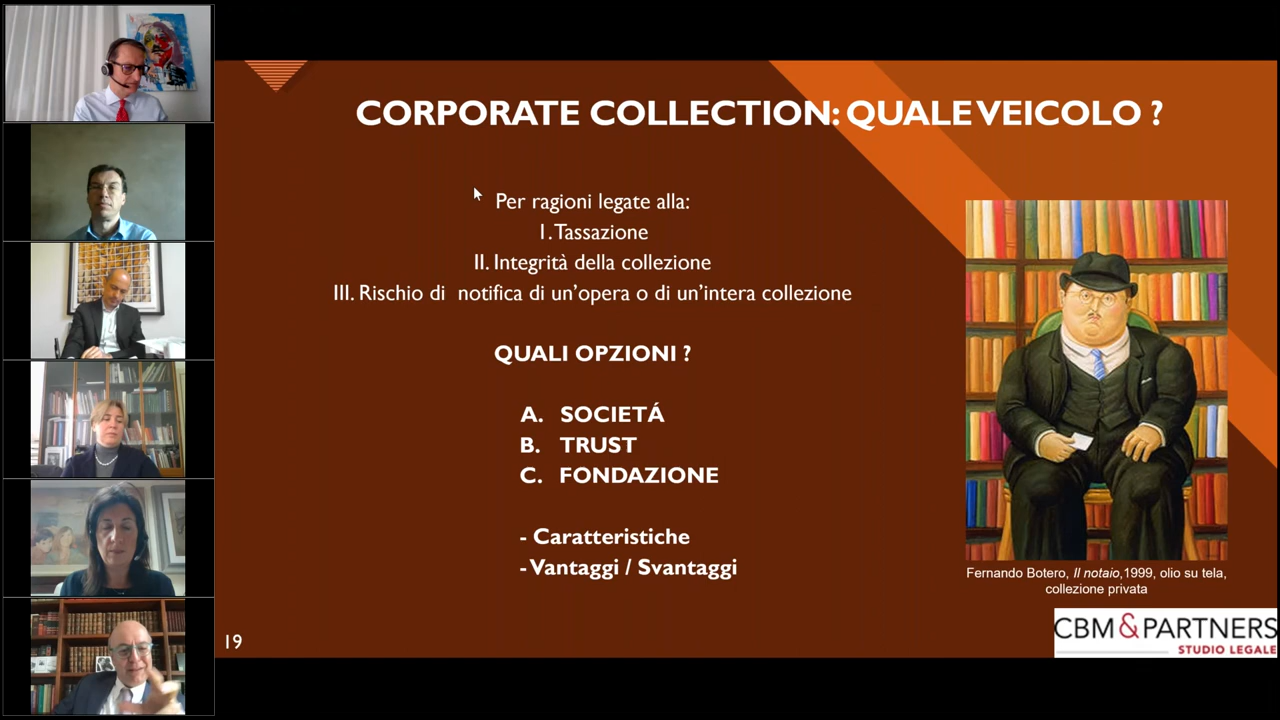 CORPORATE COLLECTION: QUALE VEICOLO ?
Per ragioni legate alla:
I. Tassazione
II. Integrità della collezione
III. Rischio di notifica di un'opera o di un'intera collezione
QUALI OPZIONI ?
A. SOCIETÁ
B. TRUST
C. FONDAZIONE
- Caratteristiche
- Vantaggi / Svantaggi
Fernando Botero, Il notaio,1999, olio su tela,
collezione privata
CBM&PARTNERS
STUDIO LEGALE
19